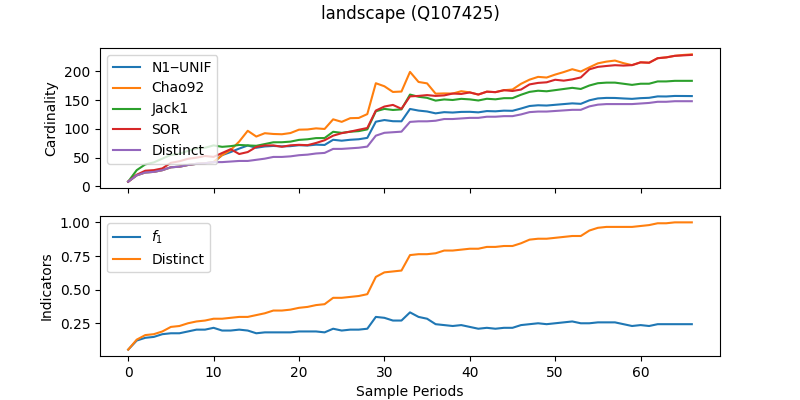 landscape (Q107425)
Cardinality
200
150
100
50
0
N1−UNIF
Chao92
Jack1
SOR
Distinct
Indicators
1.00
0.75
0.50
0.25
f1
Distinct
0 10 20 30 40 50 60
Sample Periods